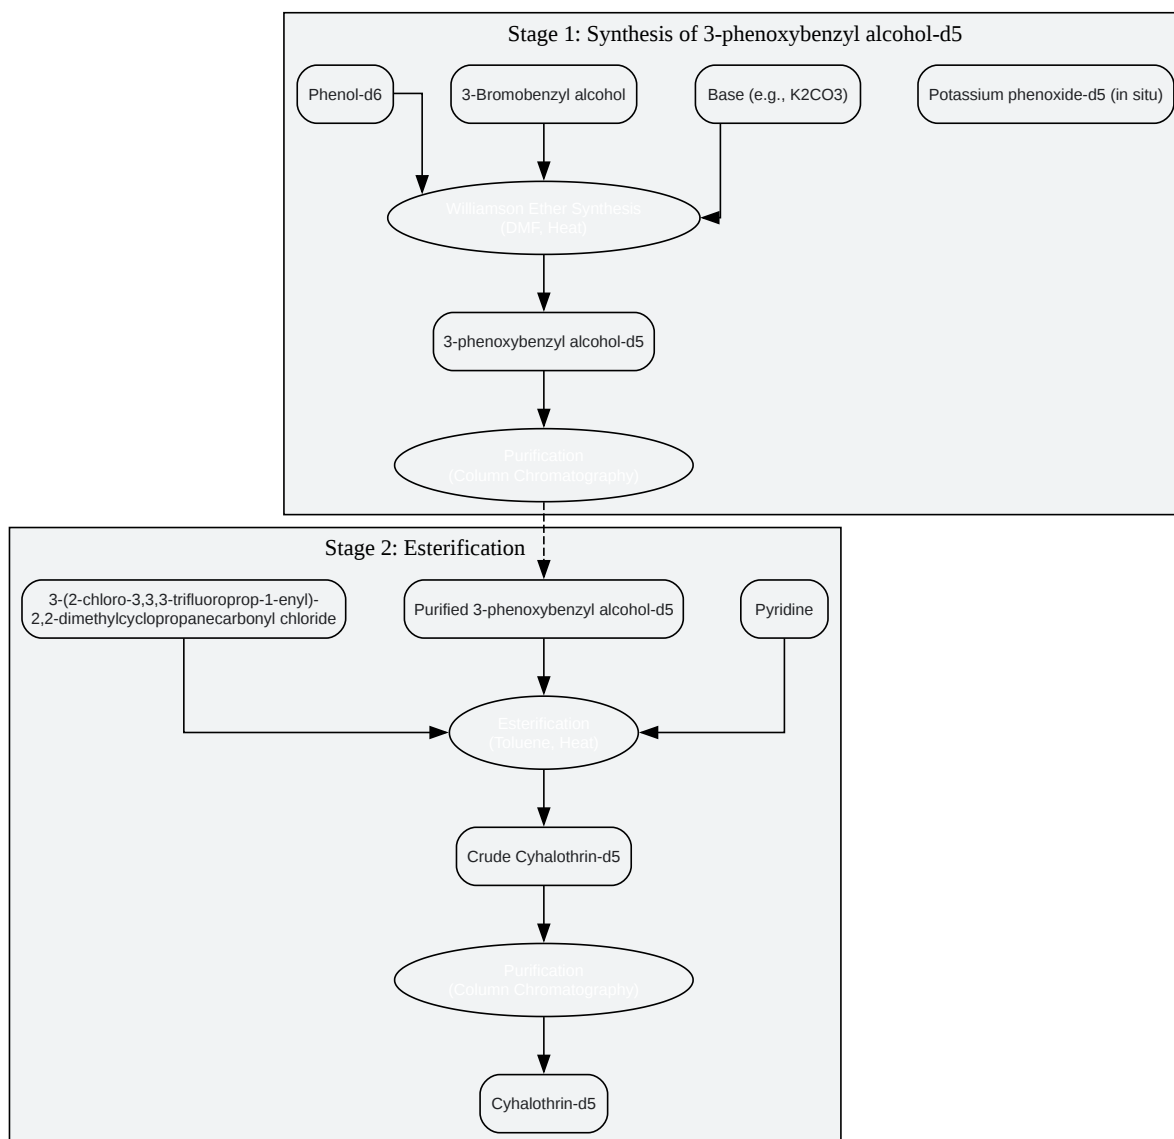 Stage 1: Synthesis of 3-phenoxybenzyl alcohol-d5
Phenol-d6
3-Bromobenzyl alcohol
Base (e.g., K2CO3)
Potassium phenoxide-d5 (in situ)
Williamson Ether Synthesis
(DMF, Heat)
3-phenoxybenzyl alcohol-d5
Purification
(Column Chromatography)
Stage 2: Esterification
3-(2-chloro-3,3,3-trifluoroprop-1-enyl)-
2,2-dimethylcyclopropanecarbonyl chloride
Purified 3-phenoxybenzyl alcohol-d5
Pyridine
Esterification
(Toluene, Heat)
Crude Cyhalothrin-d5
Purification
(Column Chromatography)
Cyhalothrin-d5